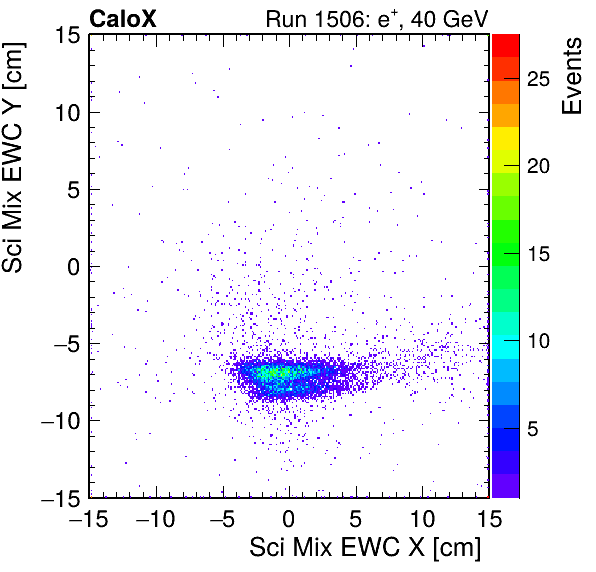 CaloX Run 1506: e⁺, 40 GeV
Sci Mix EWC Y [cm]
15
10
5
0
−5
−10
−15
−15 −10 −5 0 5 10 15
Sci Mix EWC X [cm]
Events
25
20
15
10
5